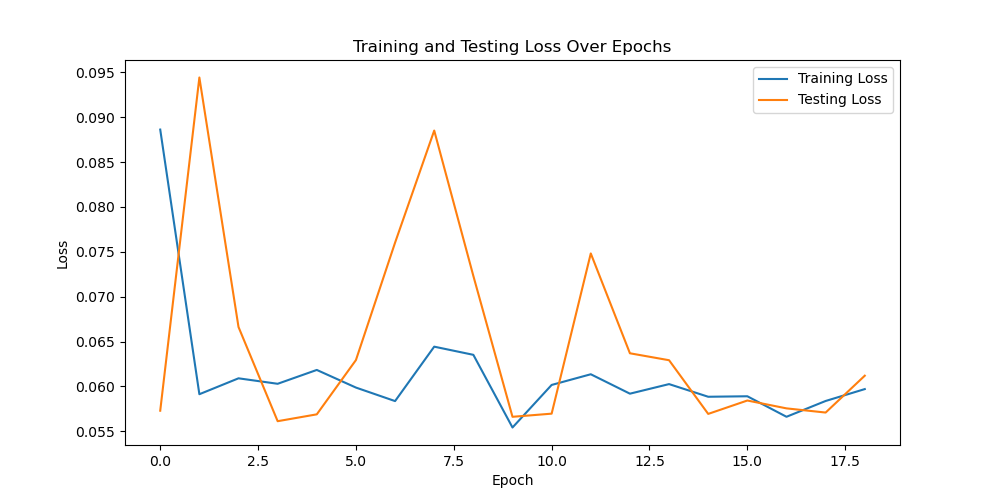 Training and Testing Loss Over Epochs
Training Loss
Testing Loss
0.095
0.090
0.085
0.080
0.075
0.070
0.065
0.060
0.055
Loss
0.0 2.5 5.0 7.5 10.0 12.5 15.0 17.5
Epoch